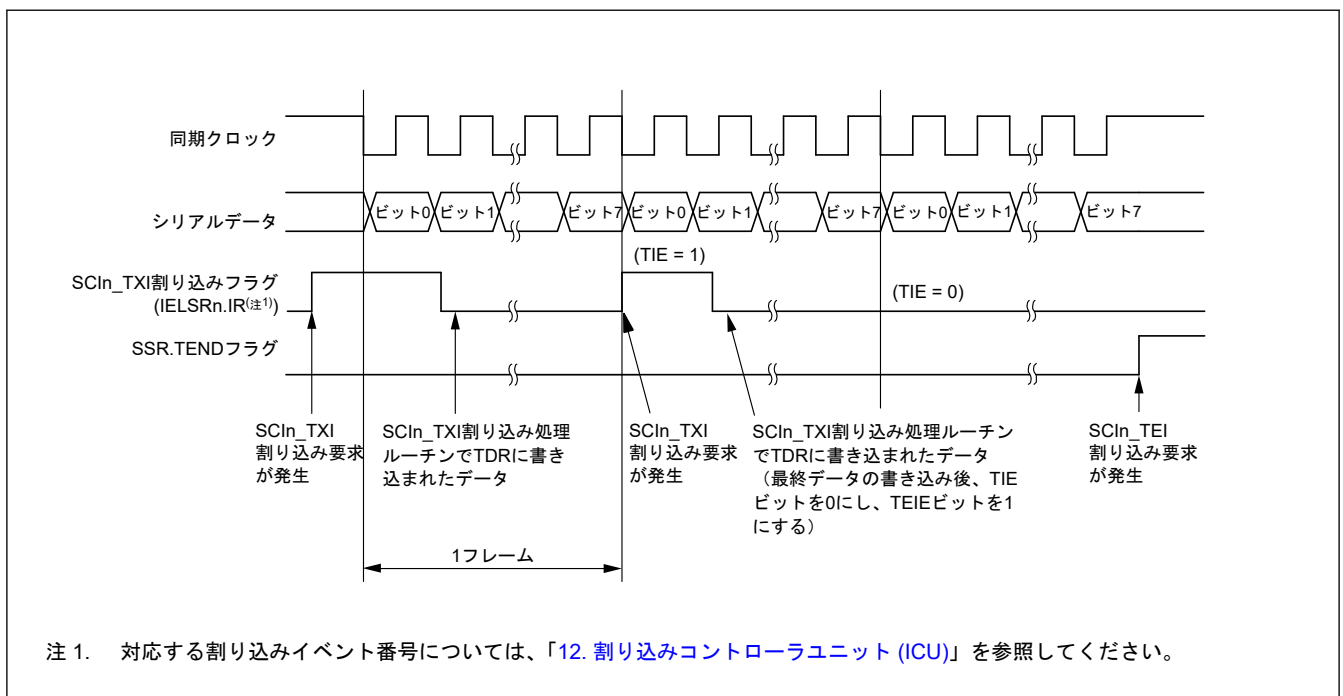 同期クロック
シリアルデータ
ビット0 ビット1 ビット7 ビット0 ビット1 ビット7 ビット0 ビット1 ビット7
(TIE = 1)
SCIn_TXI割り込みフラグ
(IELSRn.IR(注1))
(TIE = 0)
SSR.TENDフラグ
SCIn_TXI
割り込み要求
が発生
SCIn_TXI割り込み処理
ルーチンでTDRに書き
込まれたデータ
SCIn_TXI
割り込み要求
が発生
SCIn_TXI割り込み処理ルーチン
でTDRに書き込まれたデータ
（最終データの書き込み後、TIE
ビットを0にし、TEIEビットを1
にする）
SCIn_TEI
割り込み要求
が発生
1フレーム
注 1. 対応する割り込みイベント番号については、「12. 割り込みコントローラユニット (ICU)」を参照してください。